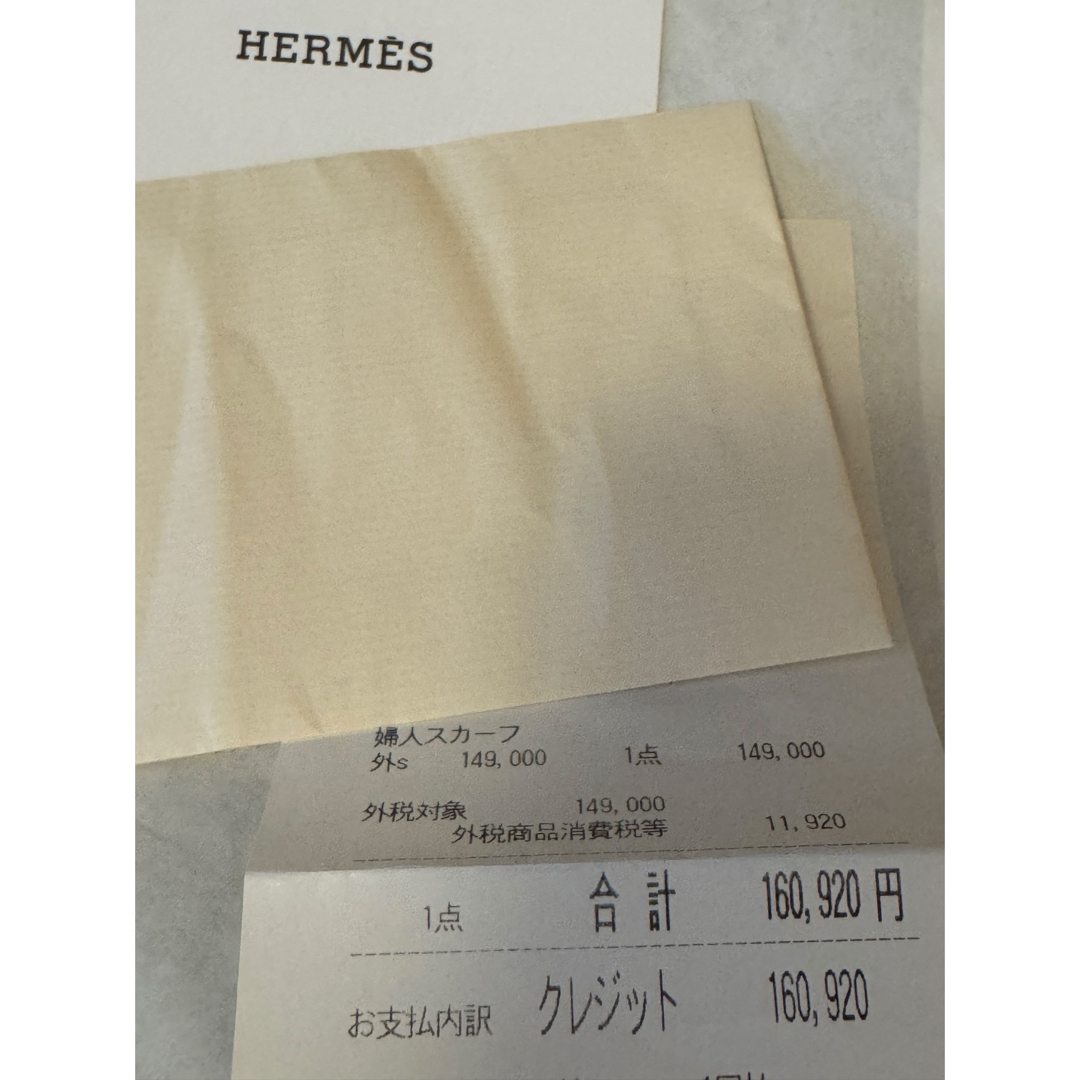 HERMÈS
婦人スカーフ
外s 149,000 1点 149,000
外税対象 149,000
外税商品消費税等 11,920
1点 合計 160,920円
お支払内訳 クレジット 160,920